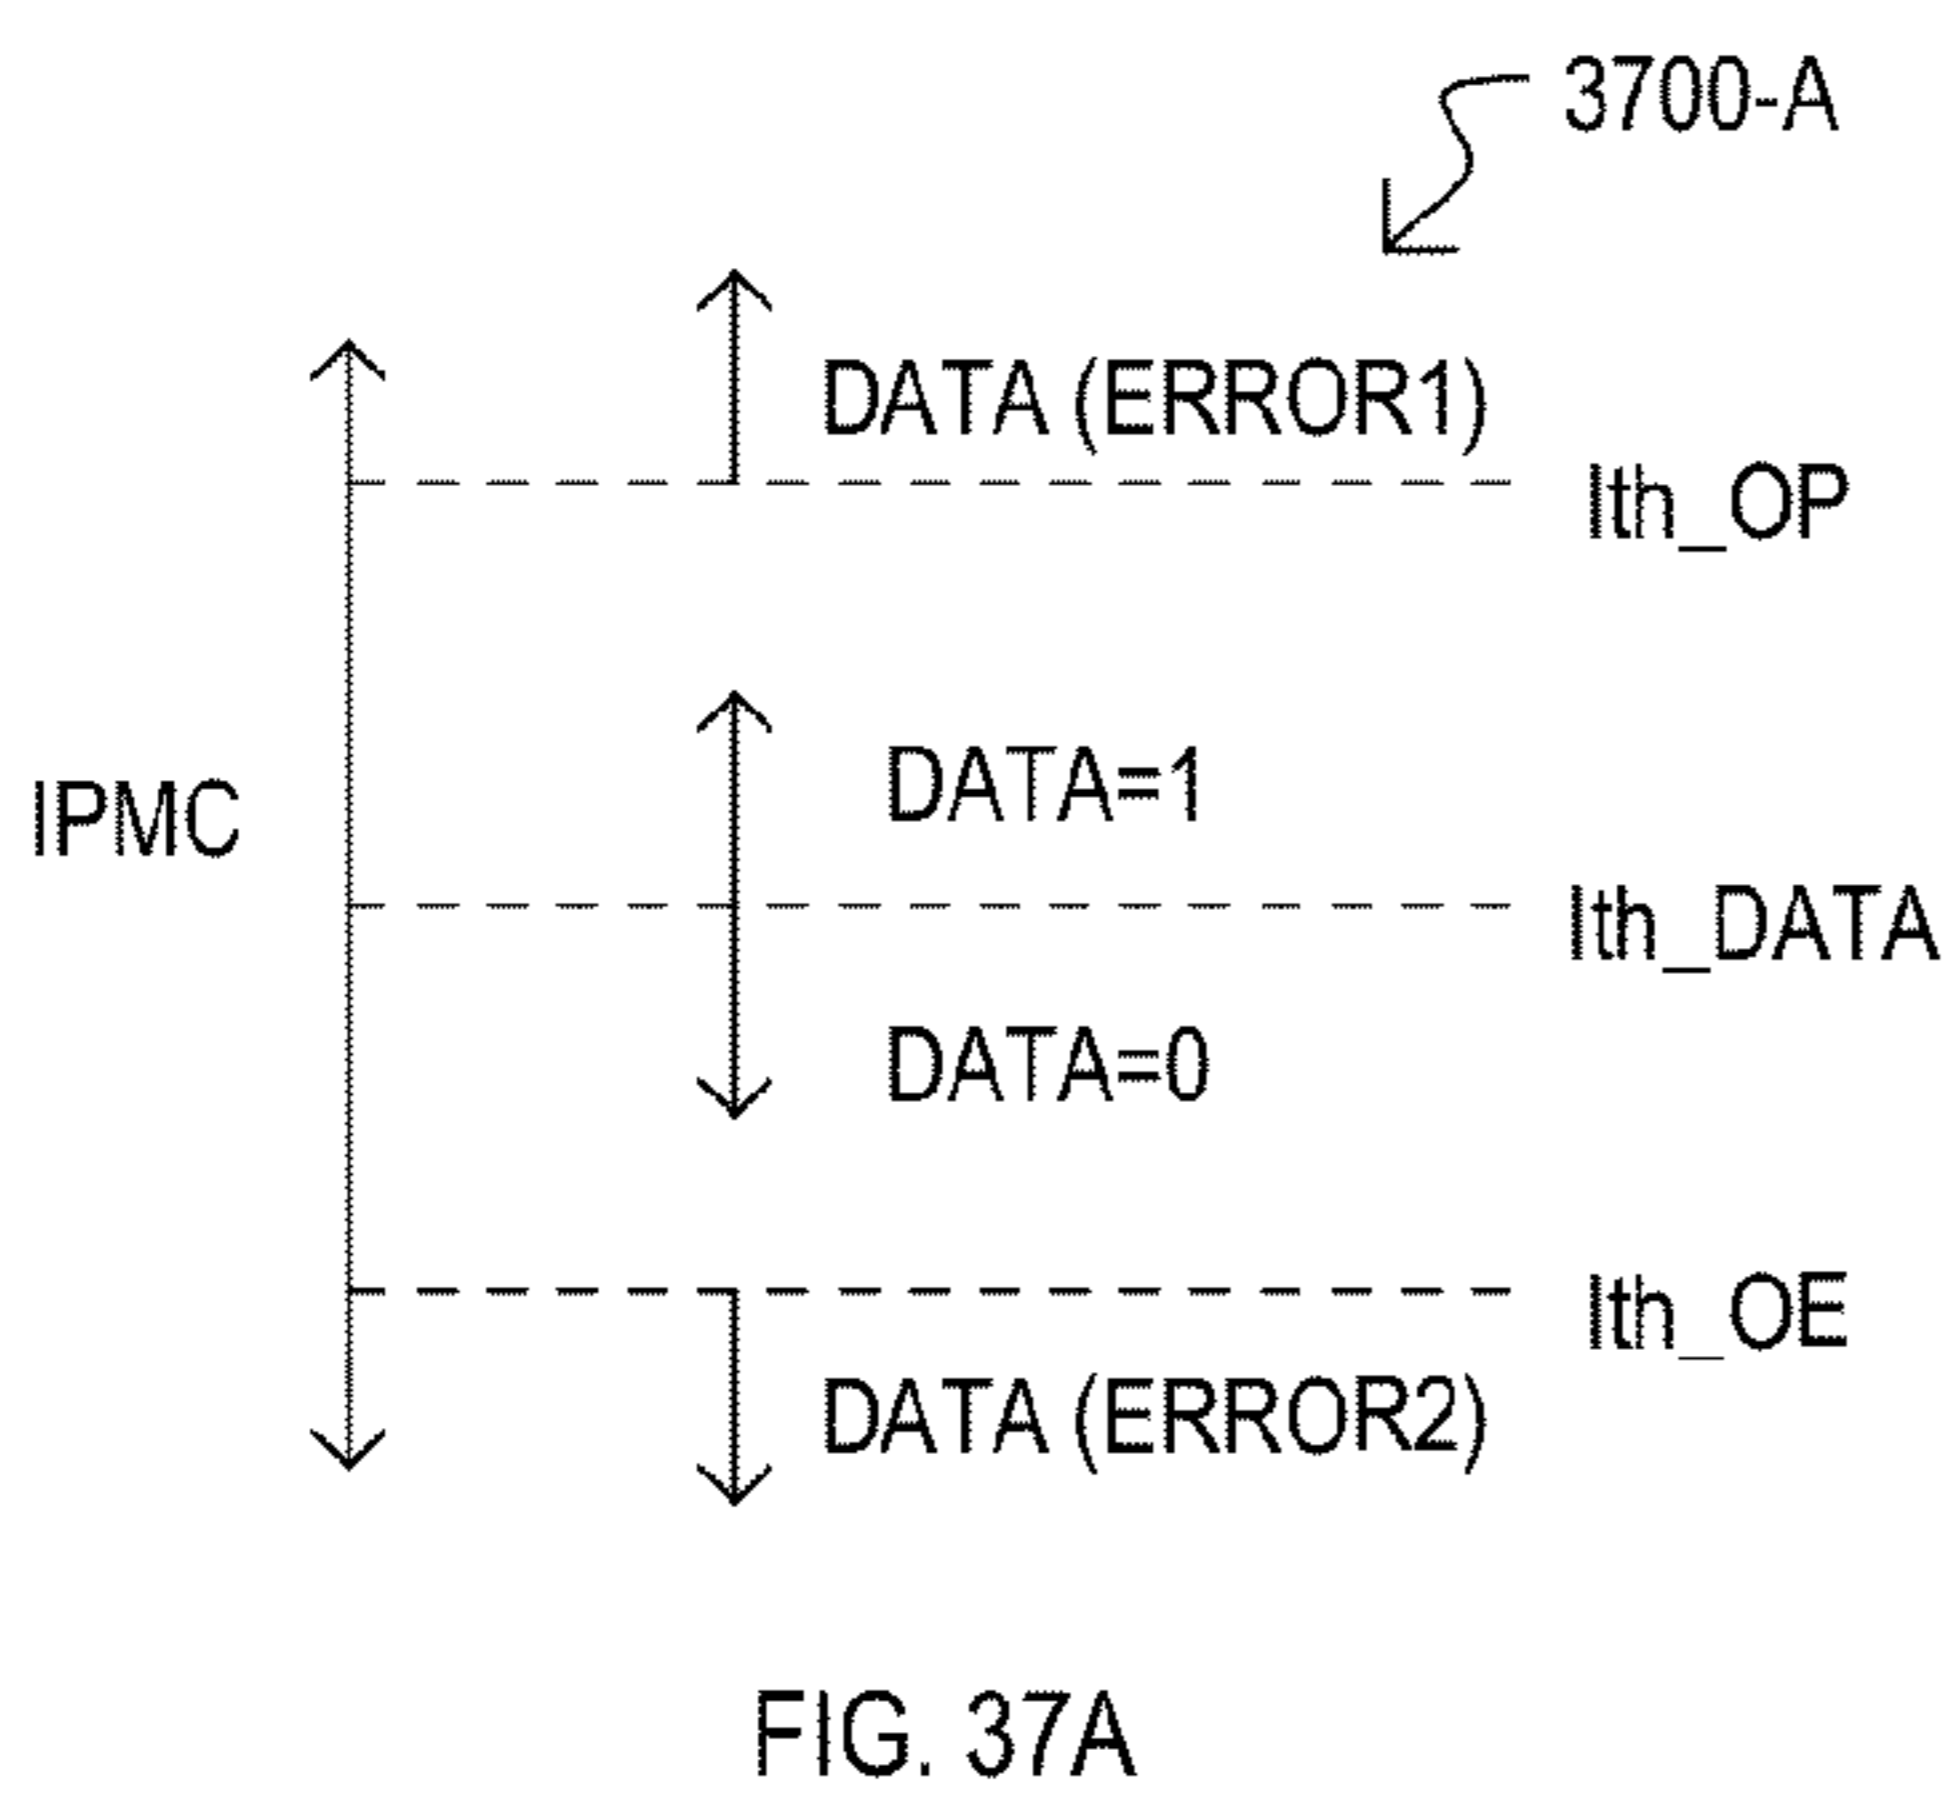 3700-A
DATA (ERROR1)
Ith_OP
DATA=1
IPMC
Ith_DATA
DATA=0
Ith_OE
DATA (ERROR2)
FIG. 37A